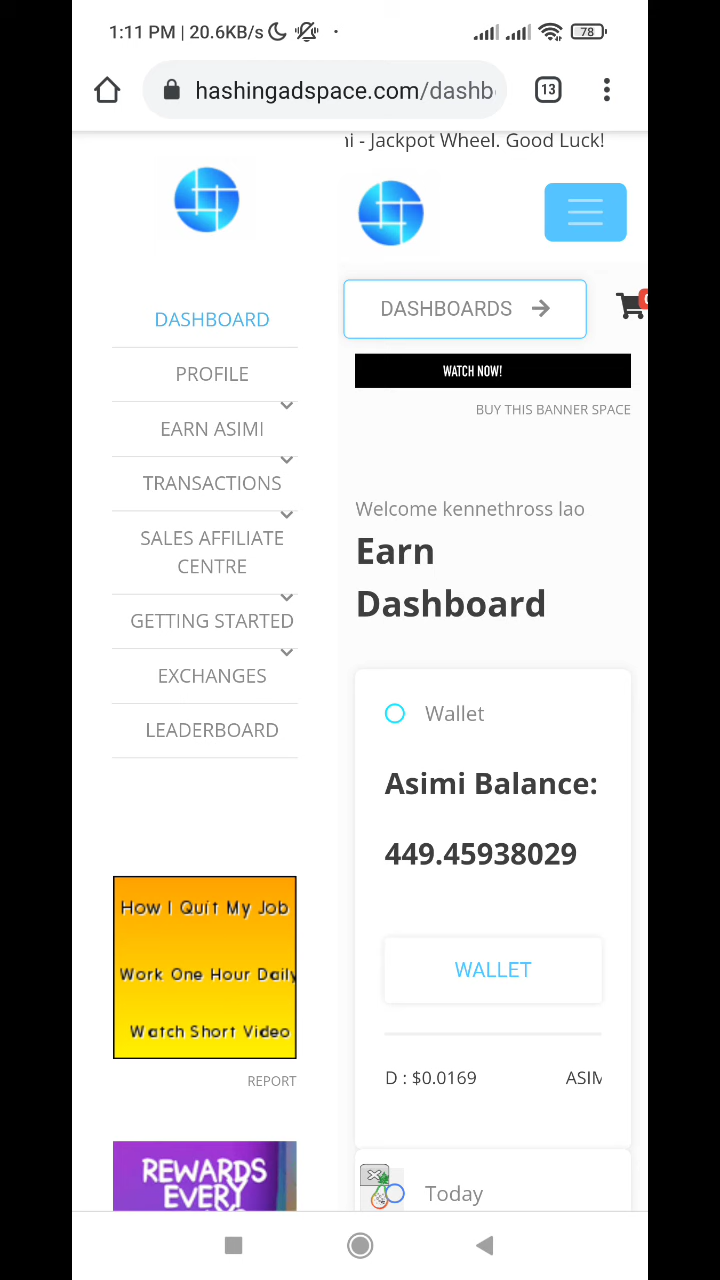 1:11 PM | 20.6KB/s
78
hashingadspace.com/dashb
13
ni - Jackpot Wheel. Good Luck!
DASHBOARD
PROFILE
EARN ASIMI
TRANSACTIONS
SALES AFFILIATE
CENTRE
GETTING STARTED
EXCHANGES
LEADERBOARD
How I Quit My Job
Work One Hour Daily
Watch Short Video
REPORT
REWARDS
EVERY
DASHBOARDS
WATCH NOW!
BUY THIS BANNER SPACE
Welcome kennethross lao
Earn
Dashboard
Wallet
Asimi Balance:
449.45938029
WALLET
D : $0.0169
ASIM
Today